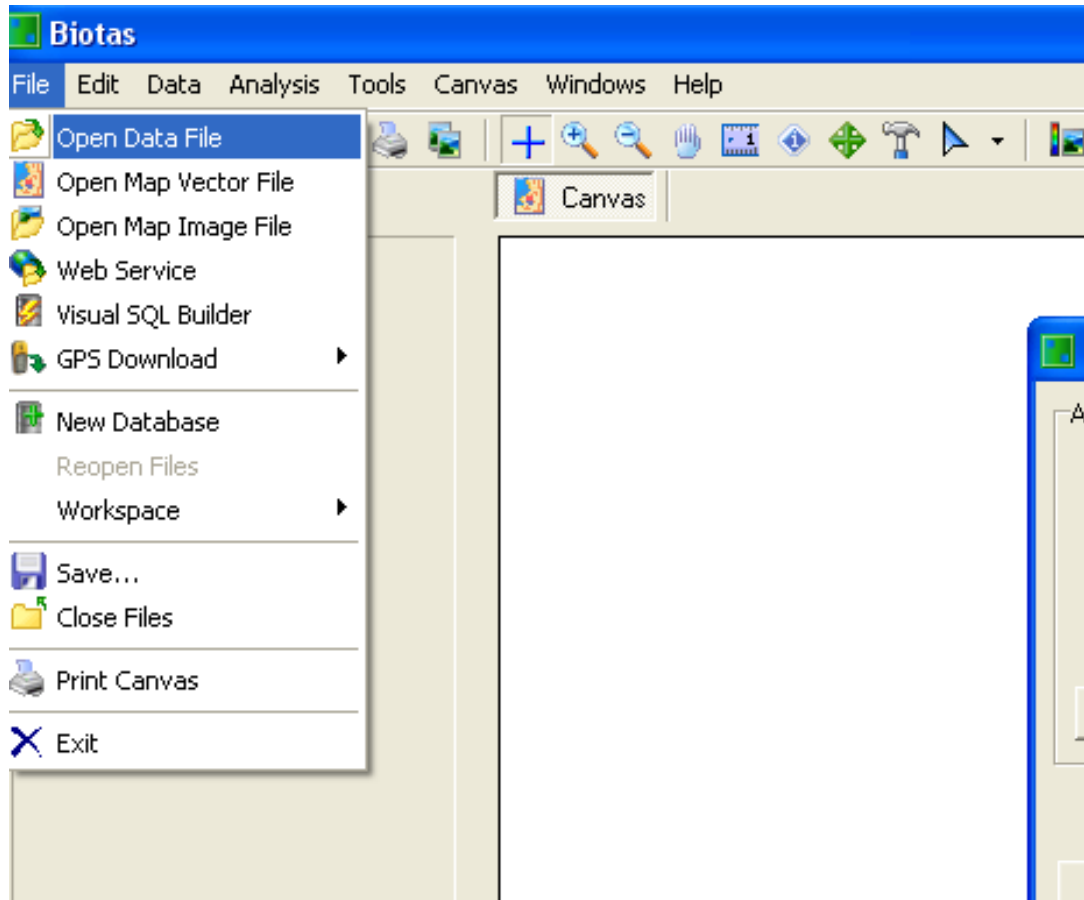 Biotas
File Edit Data Analysis Tools Canvas Windows Help
Open Data File
Open Map Vector File
Open Map Image File
Web Service
Visual SQL Builder
GPS Download
New Database
Reopen Files
Workspace
Save...
Close Files
Print Canvas
Exit
Canvas